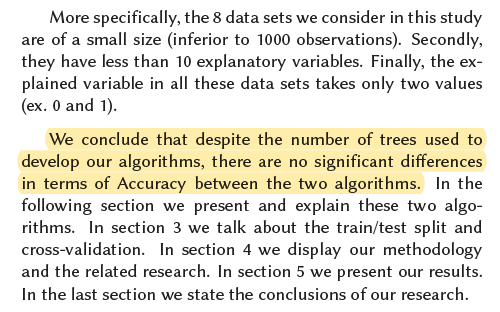 More specifically, the 8 data sets we consider in this study
are of a small size (inferior to 1000 observations). Secondly,
they have less than 10 explanatory variables. Finally, the ex-
plained variable in all these data sets takes only two values
(ex. 0 and 1).
We conclude that despite the number of trees used to
develop our algorithms, there are no significant differences
in terms of Accuracy between the two algorithms. In the
following section we present and explain these two algo-
rithms. In section 3 we talk about the train/test split and
cross-validation. In section 4 we display our methodology
and the related research. In section 5 we present our results.
In the last section we state the conclusions of our research.